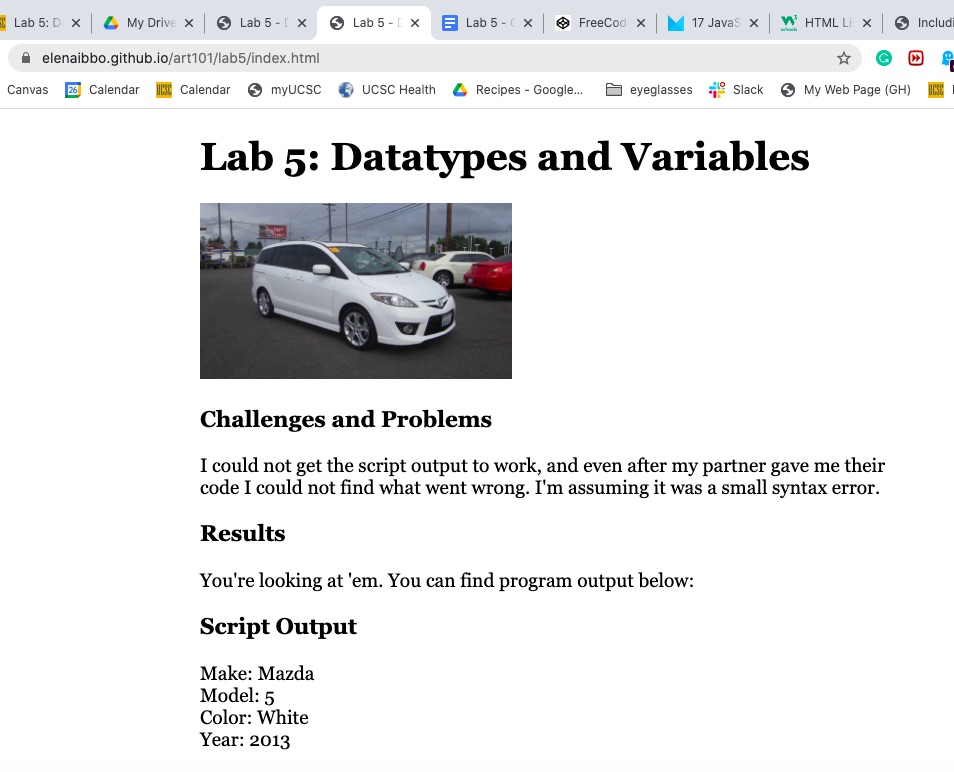 Lab 5: D
My Drive
Lab 5 - D
Lab 5 - D
Lab 5 -
FreeCod
17 JavaS
HTML Li
Includi
elenaibbo.github.io/art101/lab5/index.html
Canvas
26
Calendar
UCSC
Calendar
myUCSC
UCSC Health
Recipes - Google...
eyeglasses
Slack
My Web Page (GH)
UCSC
Lab 5: Datatypes and Variables
Challenges and Problems
I could not get the script output to work, and even after my partner gave me their
code I could not find what went wrong. I'm assuming it was a small syntax error.
Results
You're looking at 'em. You can find program output below:
Script Output
Make: Mazda
Model: 5
Color: White
Year: 2013